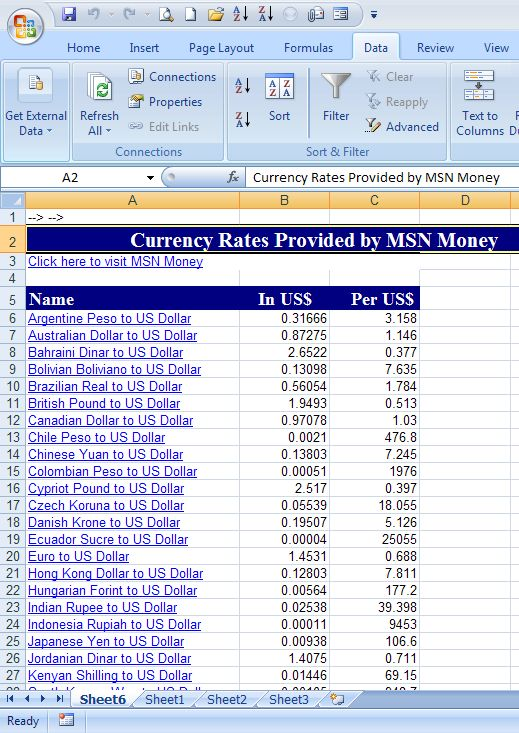 Home Insert Page Layout Formulas Data Review View
Get External Data
Refresh All
Connections
Properties
Edit Links
Connections
Sort
Filter
Clear
Reapply
Advanced
Sort & Filter
Text to Columns
A2 fx Currency Rates Provided by MSN Money
A B C D
1 --> -->
2 Currency Rates Provided by MSN Money
3 Click here to visit MSN Money
4
5 Name In US$ Per US$
6 Argentine Peso to US Dollar 0.31666 3.158
7 Australian Dollar to US Dollar 0.87275 1.146
8 Bahraini Dinar to US Dollar 2.6522 0.377
9 Bolivian Boliviano to US Dollar 0.13098 7.635
10 Brazilian Real to US Dollar 0.56054 1.784
11 British Pound to US Dollar 1.9493 0.513
12 Canadian Dollar to US Dollar 0.97078 1.03
13 Chile Peso to US Dollar 0.0021 476.8
14 Chinese Yuan to US Dollar 0.13803 7.245
15 Colombian Peso to US Dollar 0.00051 1976
16 Cypriot Pound to US Dollar 2.517 0.397
17 Czech Koruna to US Dollar 0.05539 18.055
18 Danish Krone to US Dollar 0.19507 5.126
19 Ecuador Sucre to US Dollar 0.00004 25055
20 Euro to US Dollar 1.4531 0.688
21 Hong Kong Dollar to US Dollar 0.12803 7.811
22 Hungarian Forint to US Dollar 0.00564 177.2
23 Indian Rupee to US Dollar 0.02538 39.398
24 Indonesia Rupiah to US Dollar 0.00011 9453
25 Japanese Yen to US Dollar 0.00938 106.6
26 Jordanian Dinar to US Dollar 1.4075 0.711
27 Kenyan Shilling to US Dollar 0.01446 69.15
Sheet6 Sheet1 Sheet2 Sheet3
Ready